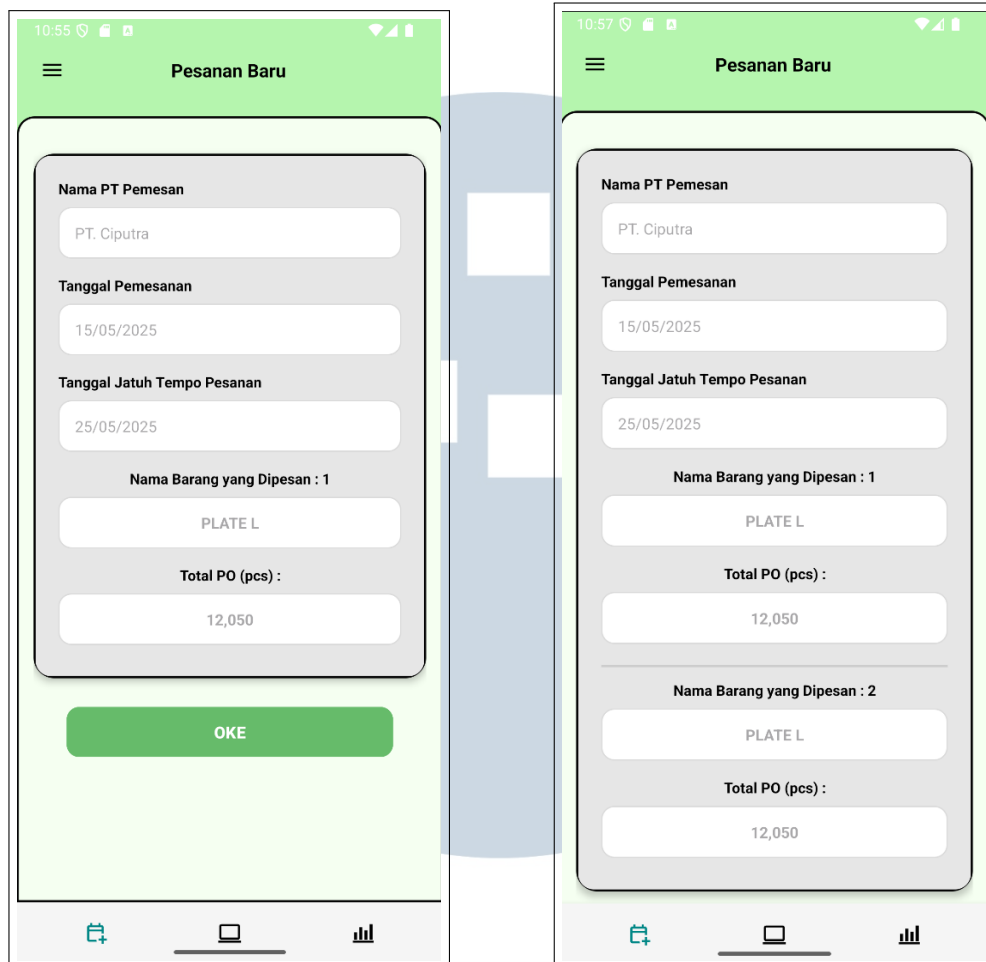 10:55
Pesanan Baru
Nama PT Pemesan
PT. Ciputra
Tanggal Pemesanan
15/05/2025
Tanggal Jatuh Tempo Pesanan
25/05/2025
Nama Barang yang Dipesan : 1
PLATE L
Total PO (pcs) :
12,050
OKE
10:57
Pesanan Baru
Nama PT Pemesan
PT. Ciputra
Tanggal Pemesanan
15/05/2025
Tanggal Jatuh Tempo Pesanan
25/05/2025
Nama Barang yang Dipesan : 1
PLATE L
Total PO (pcs) :
12,050
Nama Barang yang Dipesan : 2
PLATE L
Total PO (pcs) :
12,050